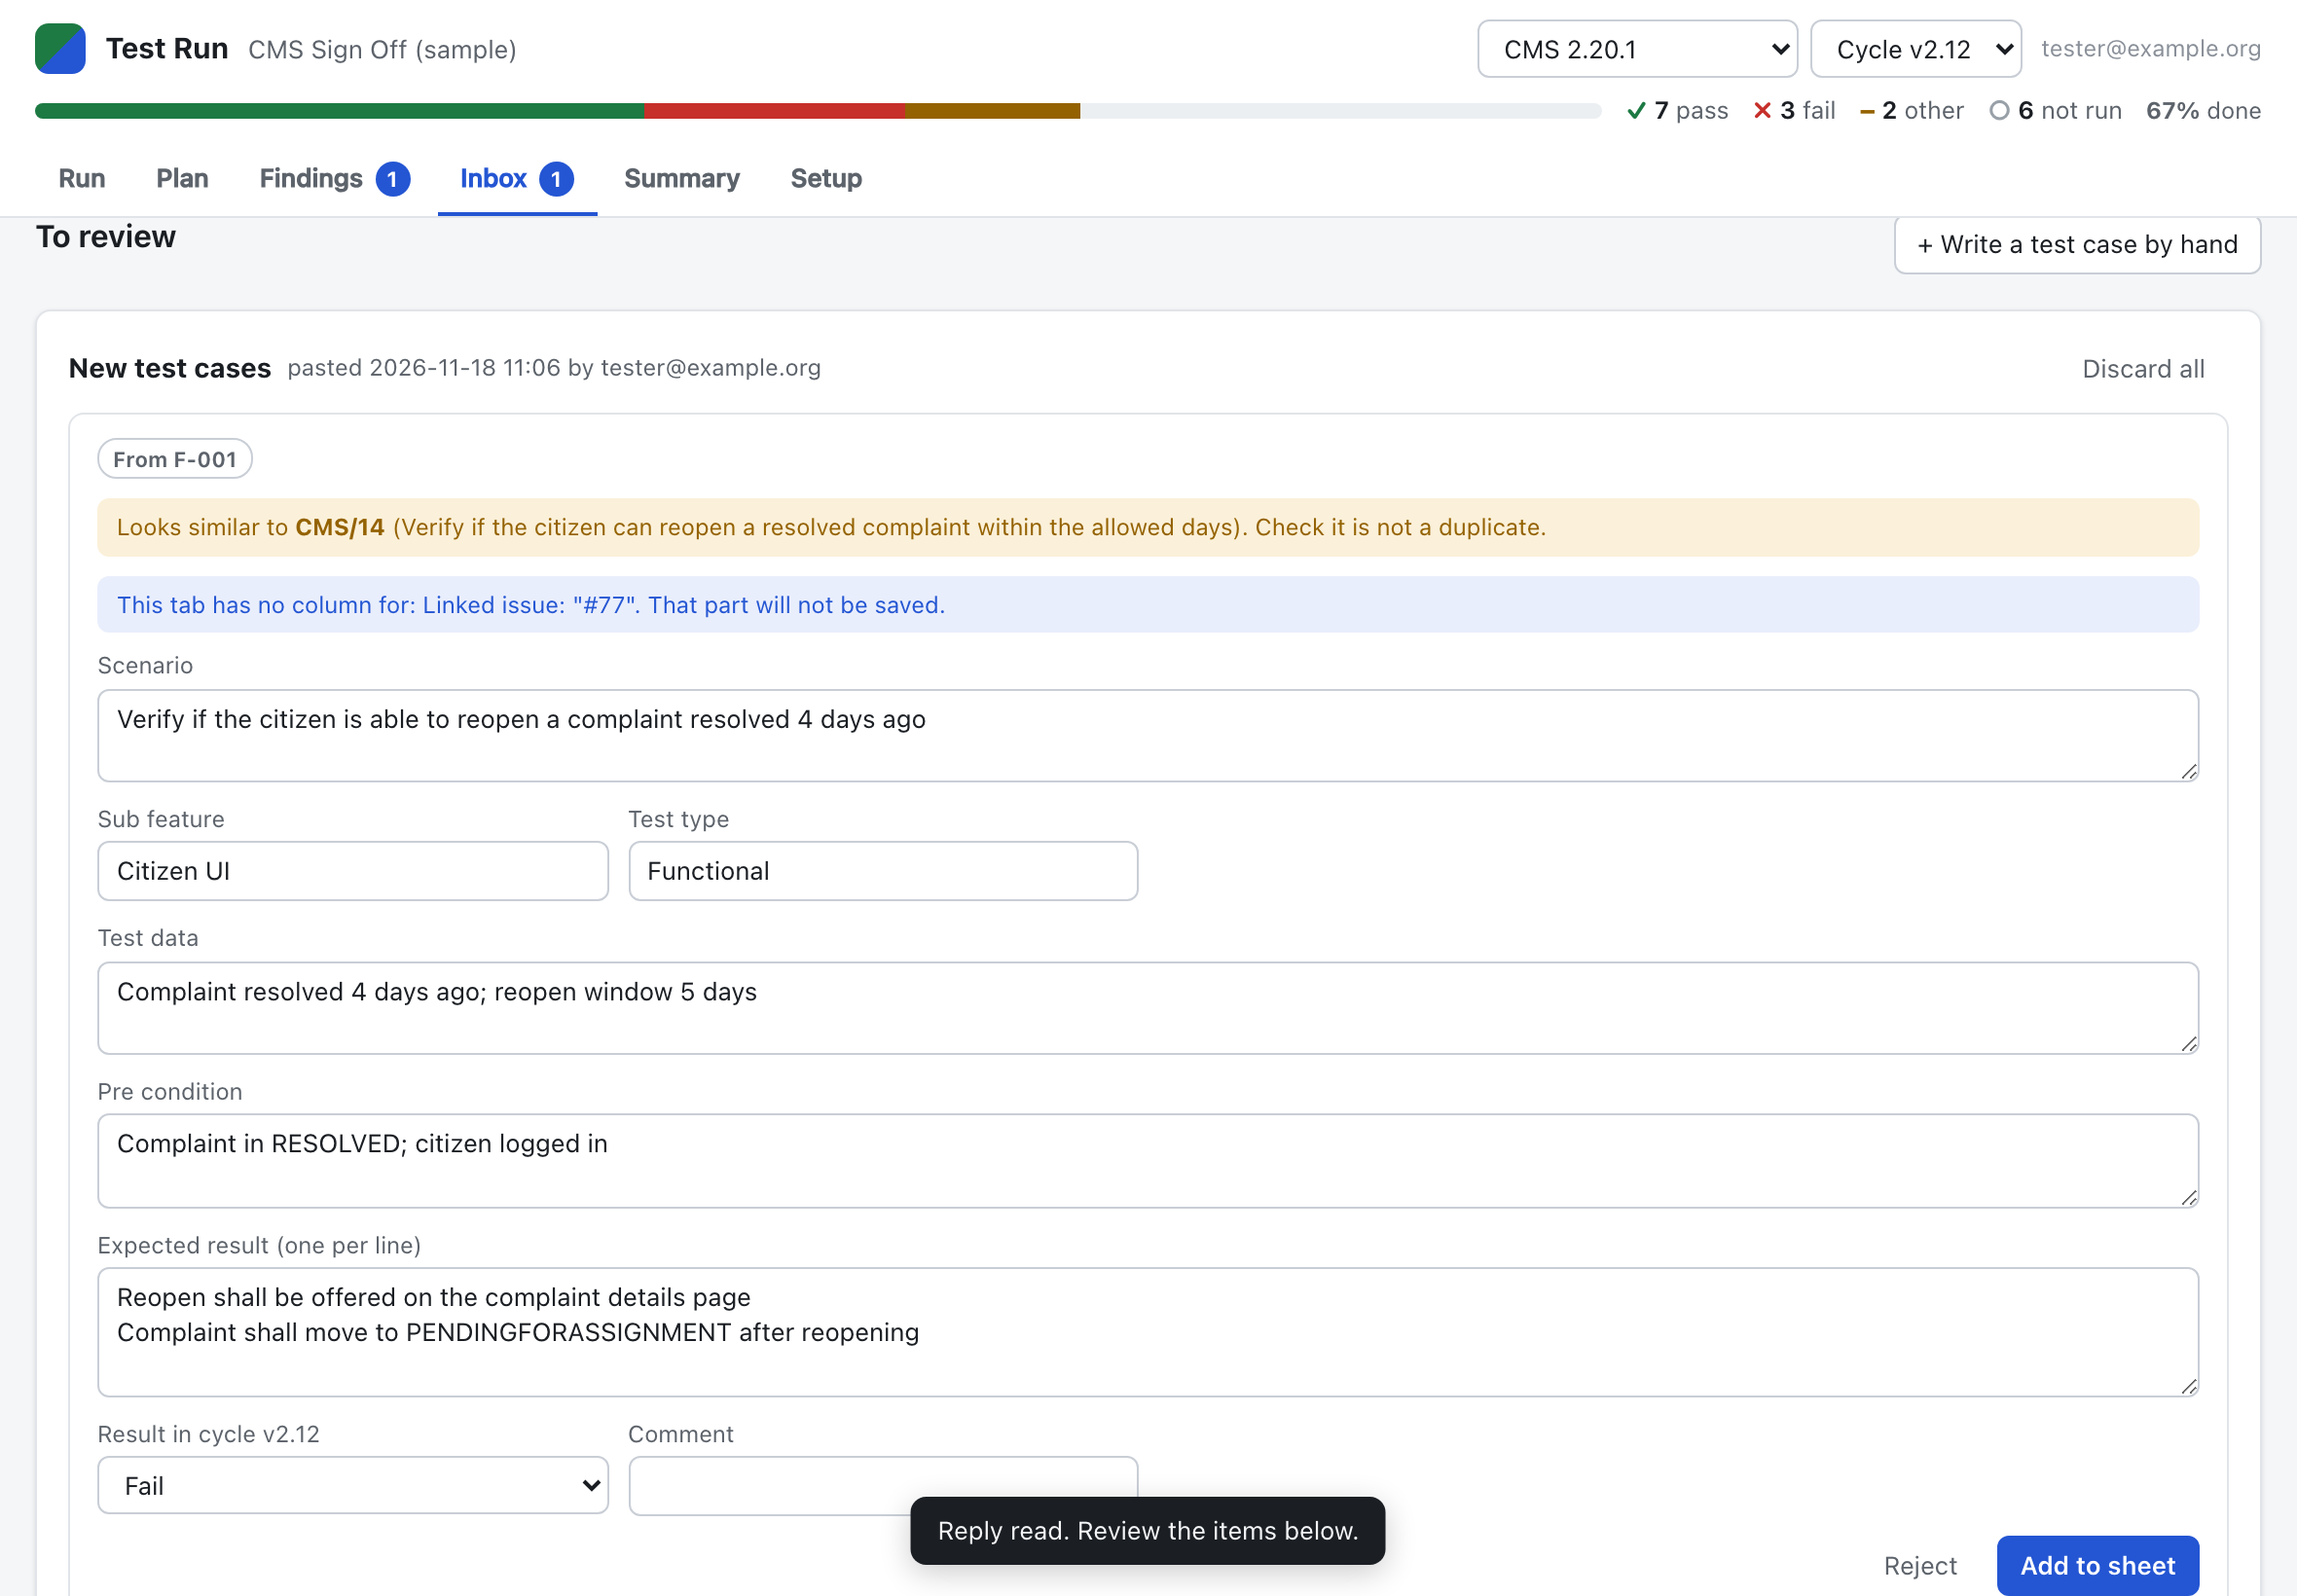 Test Run CMS Sign Off (sample) CMS 2.20.1 Cycle v2.12 tester@example.org
7 pass 3 fail 2 other 6 not run 67% done
Run Plan Findings 1 Inbox 1 Summary Setup
To review + Write a test case by hand
New test cases pasted 2026-11-18 11:06 by tester@example.org Discard all
From F-001
Looks similar to CMS/14 (Verify if the citizen can reopen a resolved complaint within the allowed days). Check it is not a duplicate.
This tab has no column for: Linked issue: "#77". That part will not be saved.
Scenario
Verify if the citizen is able to reopen a complaint resolved 4 days ago
Sub feature Test type
Citizen UI Functional
Test data
Complaint resolved 4 days ago; reopen window 5 days
Pre condition
Complaint in RESOLVED; citizen logged in
Expected result (one per line)
Reopen shall be offered on the complaint details page
Complaint shall move to PENDINGFORASSIGNMENT after reopening
Result in cycle v2.12 Comment
Fail
Reply read. Review the items below.
Reject Add to sheet